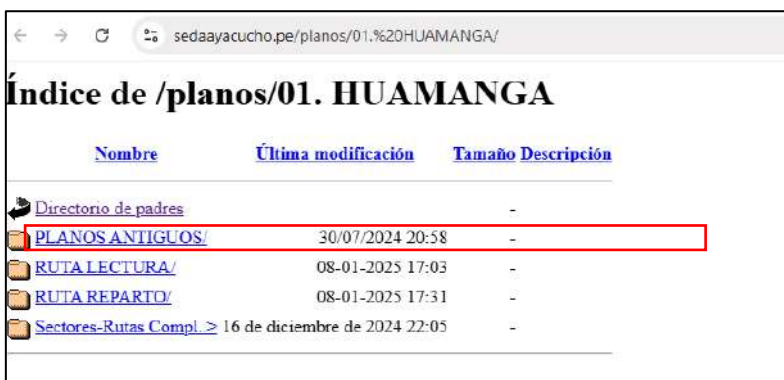 sedaayacucho.pe/planos/01.%20HUAMANGA/
Índice de /planos/01. HUAMANGA
Nombre Última modificación Tamaño Descripción
Directorio de padres -
PLANOS ANTIGUOS/ 30/07/2024 20:58 -
RUTA LECTURA/ 08-01-2025 17:03 -
RUTA REPARTO/ 08-01-2025 17:31 -
Sectores-Rutas Compl..> 16 de diciembre de 2024 22:05 -